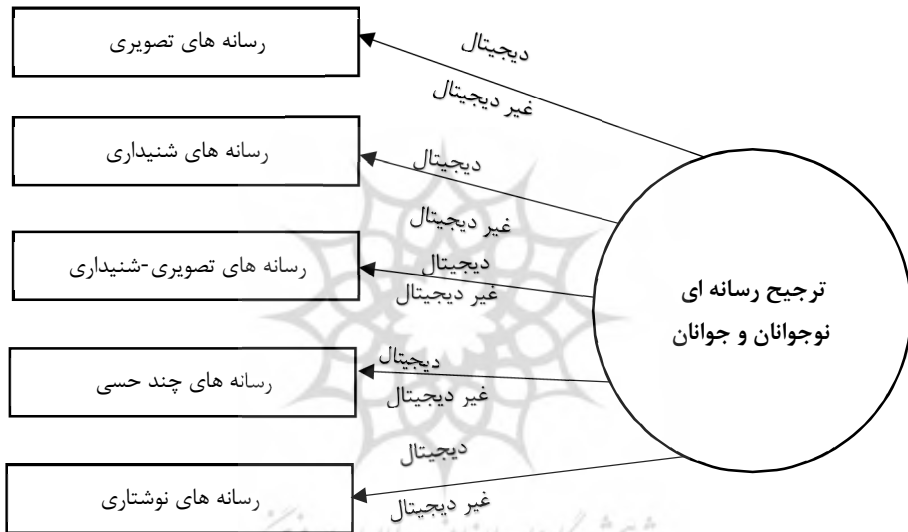 رسانه های تصویری
دیجیتال
غیر دیجیتال
رسانه های شنیداری
دیجیتال
غیر دیجیتال
رسانه های تصویری-شنیداری
دیجیتال
غیر دیجیتال
ترجیح رسانه ای
نوجوانان و جوانان
رسانه های چند حسی
دیجیتال
غیر دیجیتال
رسانه های نوشتاری
دیجیتال
غیر دیجیتال